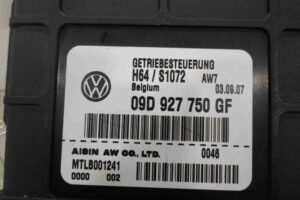 GETRIEBESTEUERUNG
H64 / S1072 AW7
Belgium 03.09.07
09D 927 750 GF
AISIN AW CO., LTD. 0046
MTLB001241
0000 002